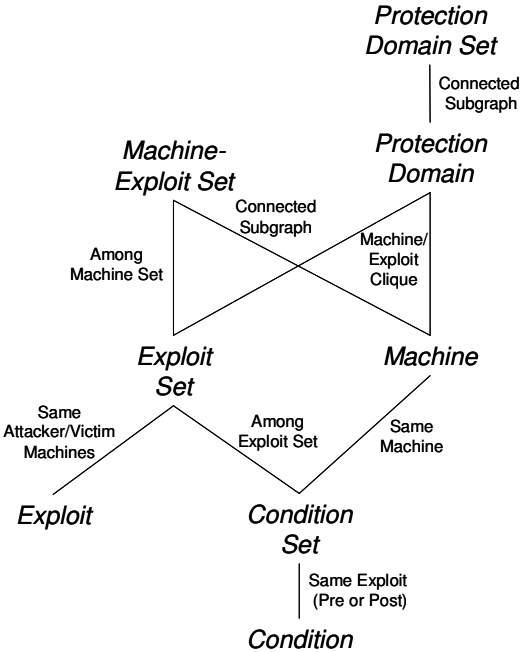 Protection
Domain Set
Connected
Subgraph
Protection
Domain
Machine-
Exploit Set
Connected
Subgraph
Among
Machine Set
Machine/
Exploit
Clique
Exploit
Set
Machine
Same
Attacker/Victim
Machines
Among
Exploit Set
Same
Machine
Exploit
Condition
Set
Same Exploit
(Pre or Post)
Condition